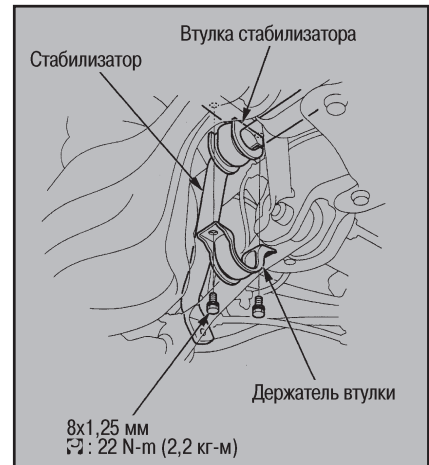 Втулка стабилизатора
Стабилизатор
Держатель втулки
8x1,25 мм
: 22 N-m (2,2 кг-м)